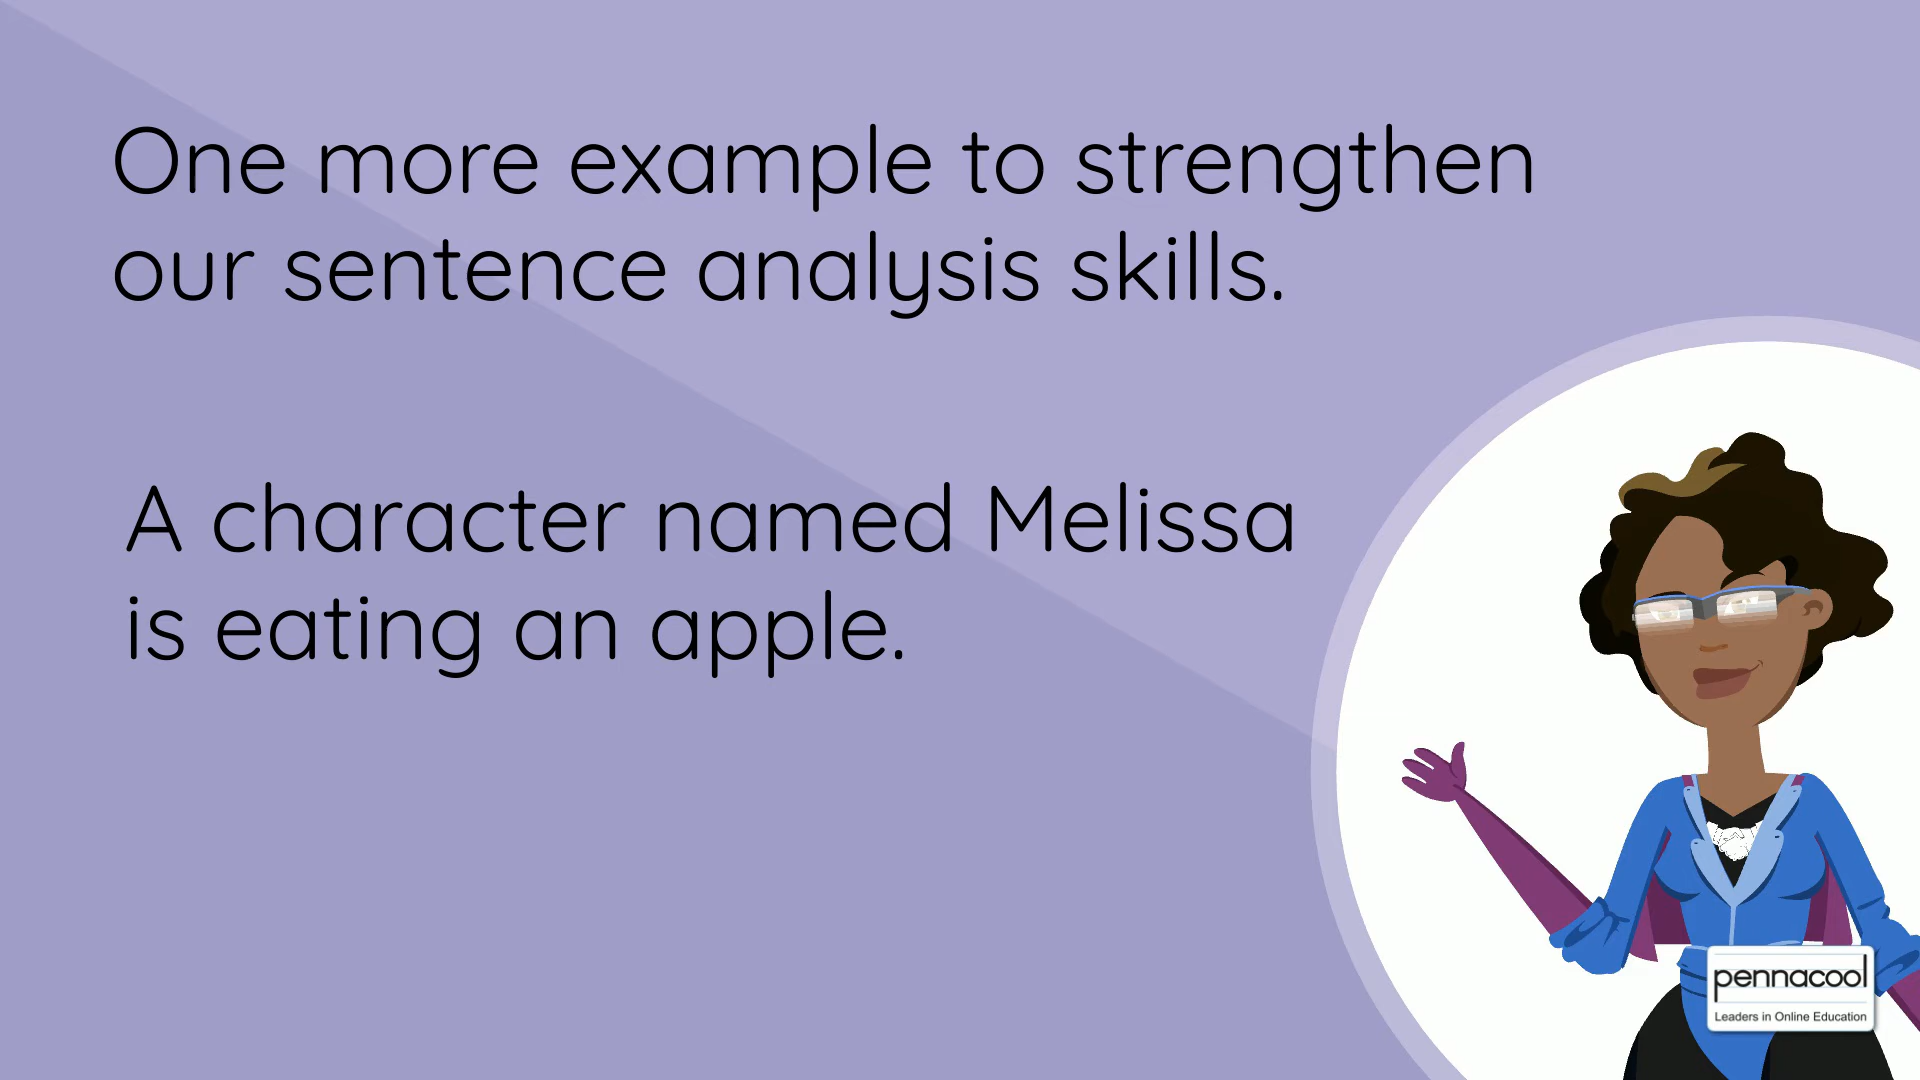 One more example to strengthen
our sentence analysis skills.
A character named Melissa
is eating an apple.
pennacool
Leaders in Online Education